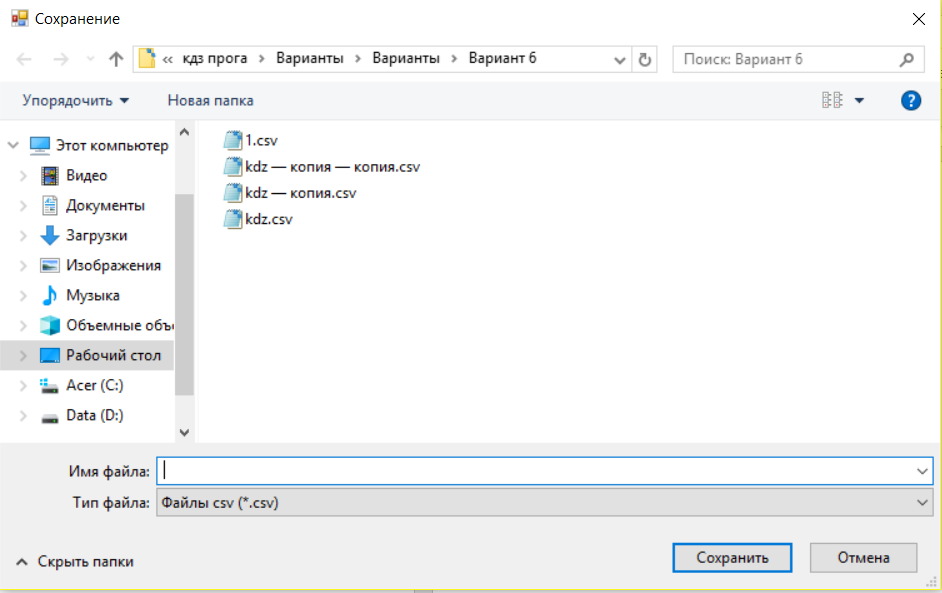 Сохранение
« кдз прога › Варианты › Варианты › Вариант 6
Поиск: Вариант 6
Упорядочить
Новая папка
?
Этот компьютер
Видео
Документы
Загрузки
Изображения
Музыка
Объемные объ
Рабочий стол
Acer (C:)
Data (D:)
1.csv
kdz — копия — копия.csv
kdz — копия.csv
kdz.csv
Имя файла:
Тип файла: Файлы csv (*.csv)
Скрыть папки
Сохранить
Отмена